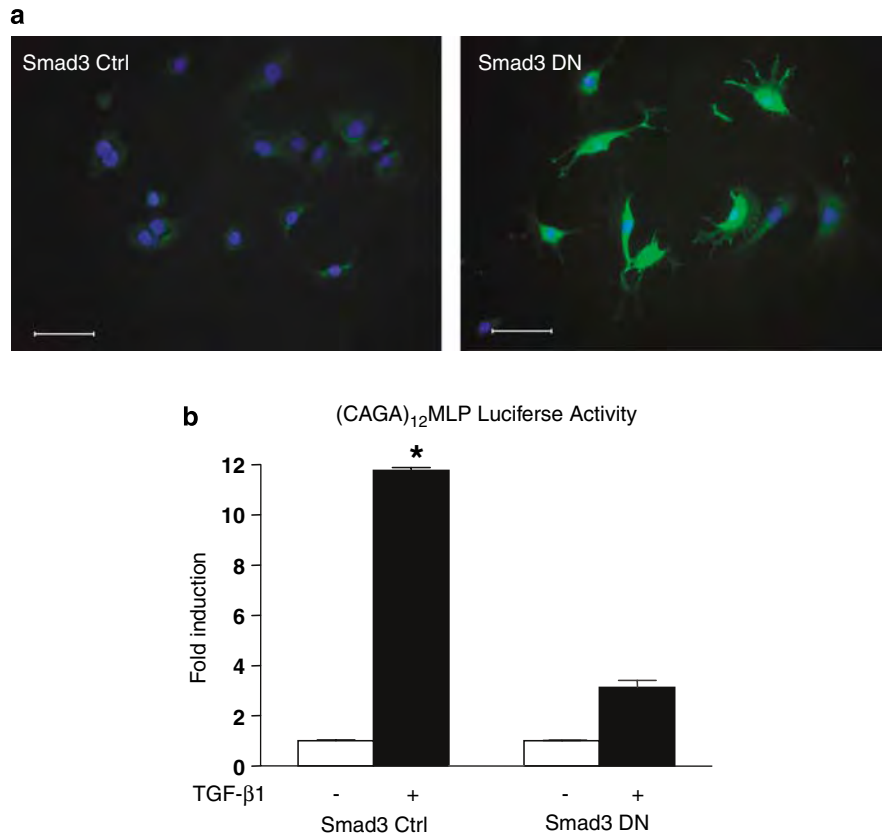 a
Smad3 Ctrl
Smad3 DN
b
(CAGA)12MLP Luciferse Activity
*
12
10
8
6
4
2
0
Fold induction
TGF-β1 - + - +
Smad3 Ctrl Smad3 DN